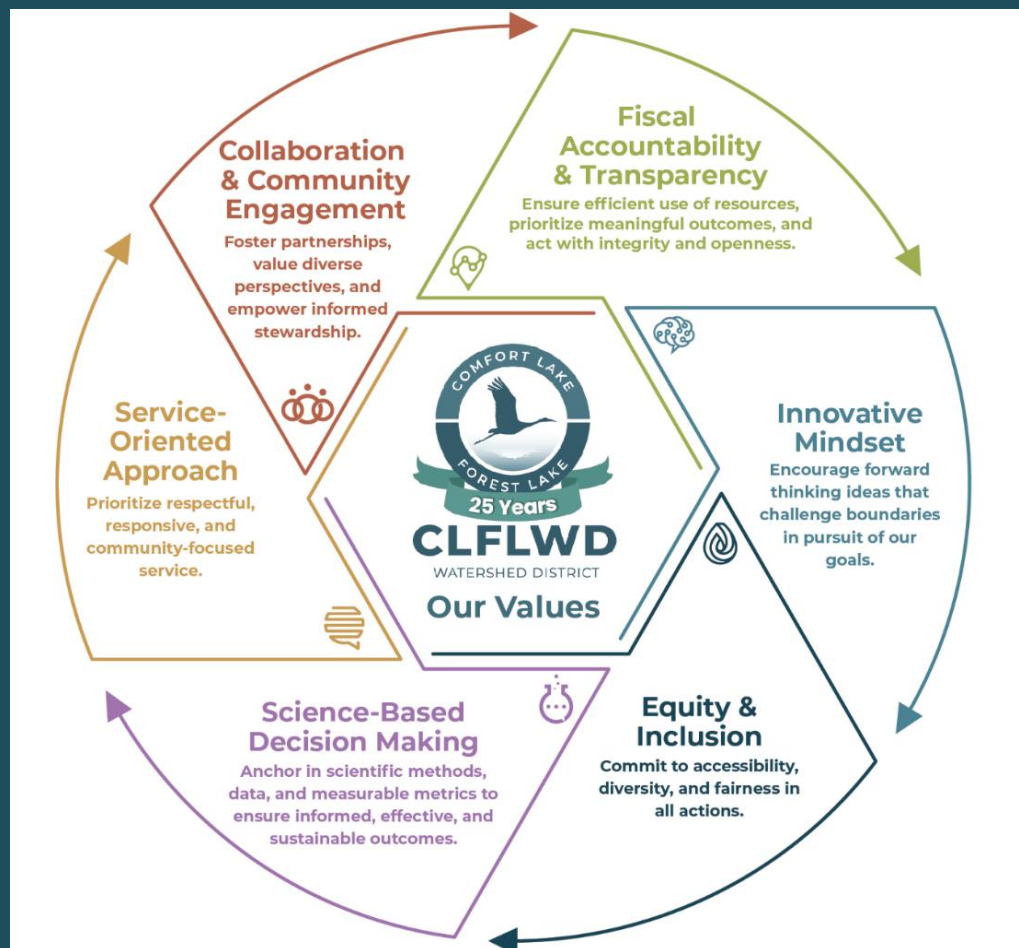 Collaboration
& Community
Engagement
Foster partnerships,
value diverse
perspectives, and
empower informed
stewardship.
Fiscal
Accountability
& Transparency
Ensure efficient use of resources,
prioritize meaningful outcomes, and
act with integrity and openness.
Innovative
Mindset
Encourage forward
thinking ideas that
challenge boundaries
in pursuit of our
goals.
Equity &
Inclusion
Commit to accessibility,
diversity, and fairness in
all actions.
Science-Based
Decision Making
Anchor in scientific methods,
data, and measurable metrics to
ensure informed, effective, and
sustainable outcomes.
Service-
Oriented
Approach
Prioritize respectful,
responsive, and
community-focused
service.
COMFORT LAKE
FOREST LAKE
25 Years
CLFLWD
WATERSHED DISTRICT
Our Values